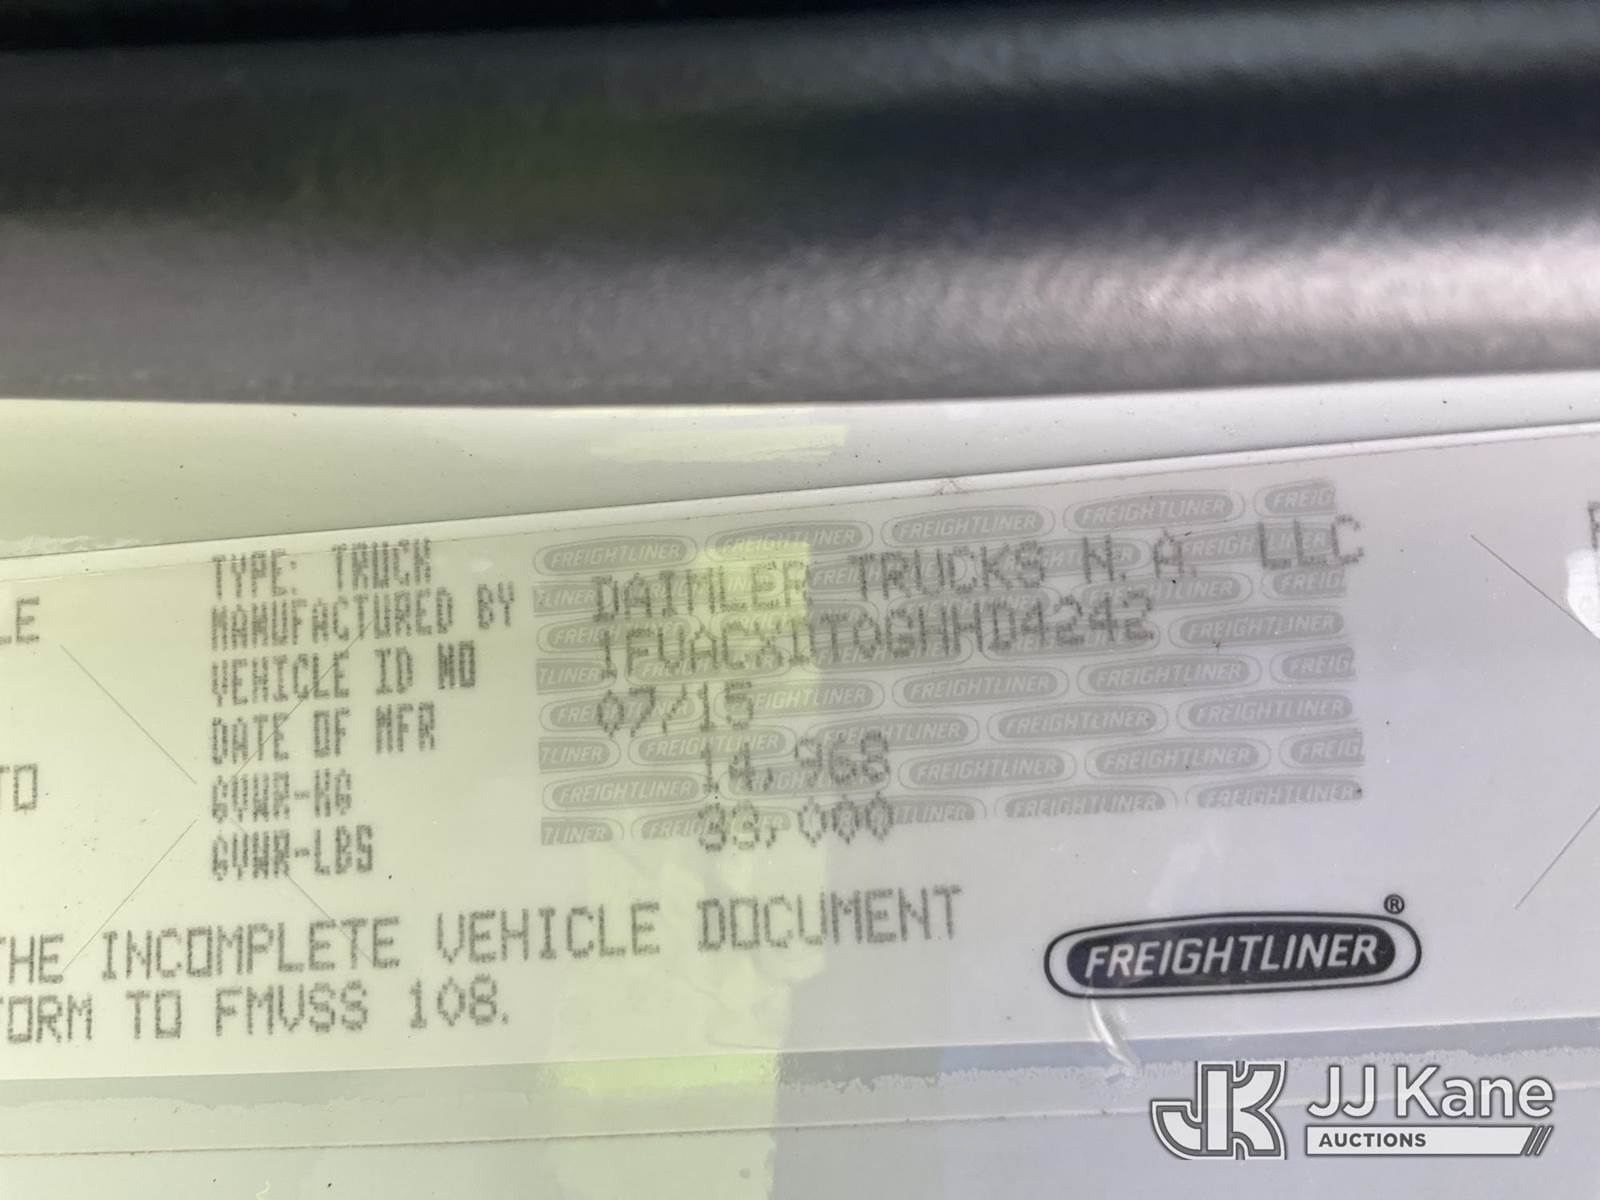 TYPE: TRUCK
MANUFACTURED BY DAIMLER TRUCKS N.A. LLC
VEHICLE ID NO 1FVACXDT0GHHD4242
DATE OF MFR 07/15
GVWR-KG 14,968
GVWR-LBS 33,000
LE
TO
THE INCOMPLETE VEHICLE DOCUMENT
FORM TO FMVSS 108.
FREIGHTLINER®
JJ Kane
AUCTIONS